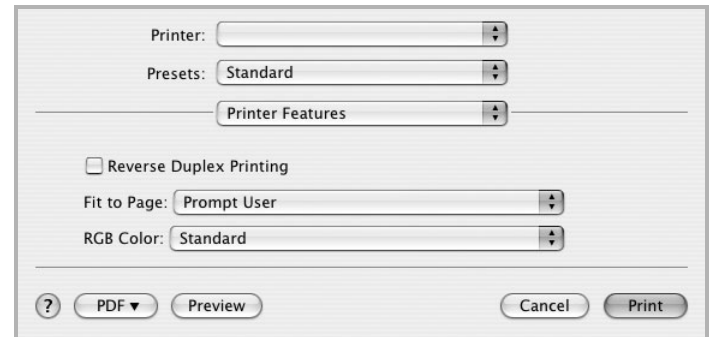 Printer:
Presets: Standard
Printer Features
Reverse Duplex Printing
Fit to Page: Prompt User
RGB Color: Standard
? PDF▼ Preview Cancel Print